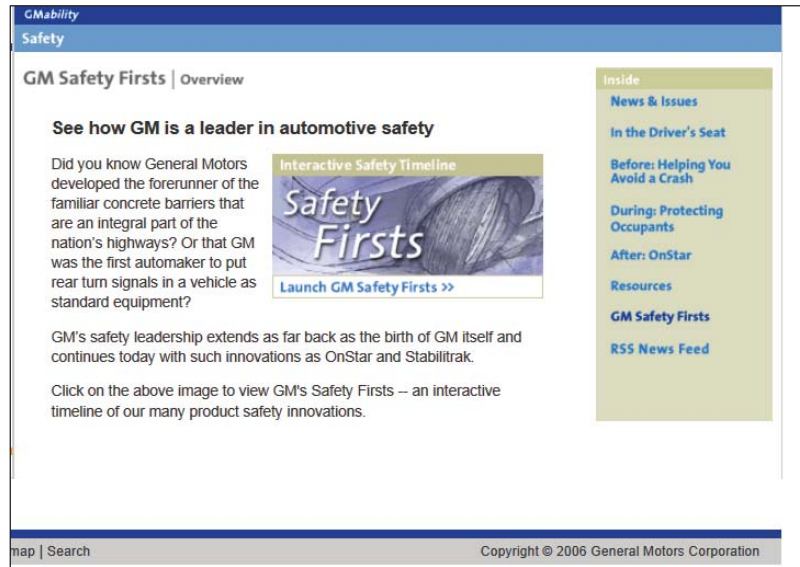 GMability
Safety
GM Safety Firsts | Overview
See how GM is a leader in automotive safety
Did you know General Motors
developed the forerunner of the
familiar concrete barriers that
are an integral part of the
nation's highways? Or that GM
was the first automaker to put
rear turn signals in a vehicle as
standard equipment?
Interactive Safety Timeline
Safety
Firsts
Launch GM Safety Firsts >>
GM's safety leadership extends as far back as the birth of GM itself and
continues today with such innovations as OnStar and Stabilitrak.
Click on the above image to view GM's Safety Firsts -- an interactive
timeline of our many product safety innovations.
Inside
News & Issues
In the Driver's Seat
Before: Helping You
Avoid a Crash
During: Protecting
Occupants
After: OnStar
Resources
GM Safety Firsts
RSS News Feed
map | Search
Copyright © 2006 General Motors Corporation